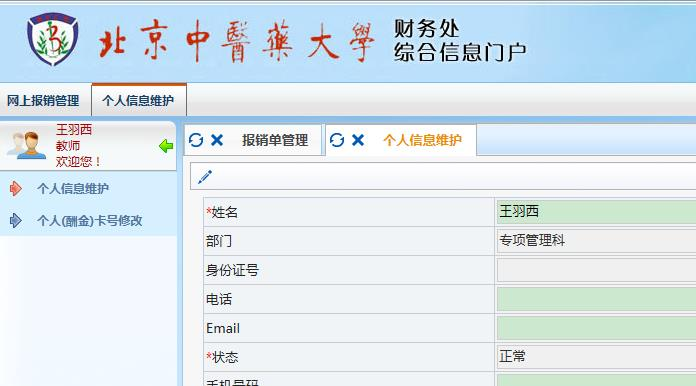 北京中醫藥大學
财务处
综合信息门户
网上报销管理 个人信息维护
王羽西
教师
欢迎您！
个人信息维护
个人(酬金)卡号修改
报销单管理 个人信息维护
*姓名 王羽西
部门 专项管理科
身份证号
电话
Email
*状态 正常
手机号码